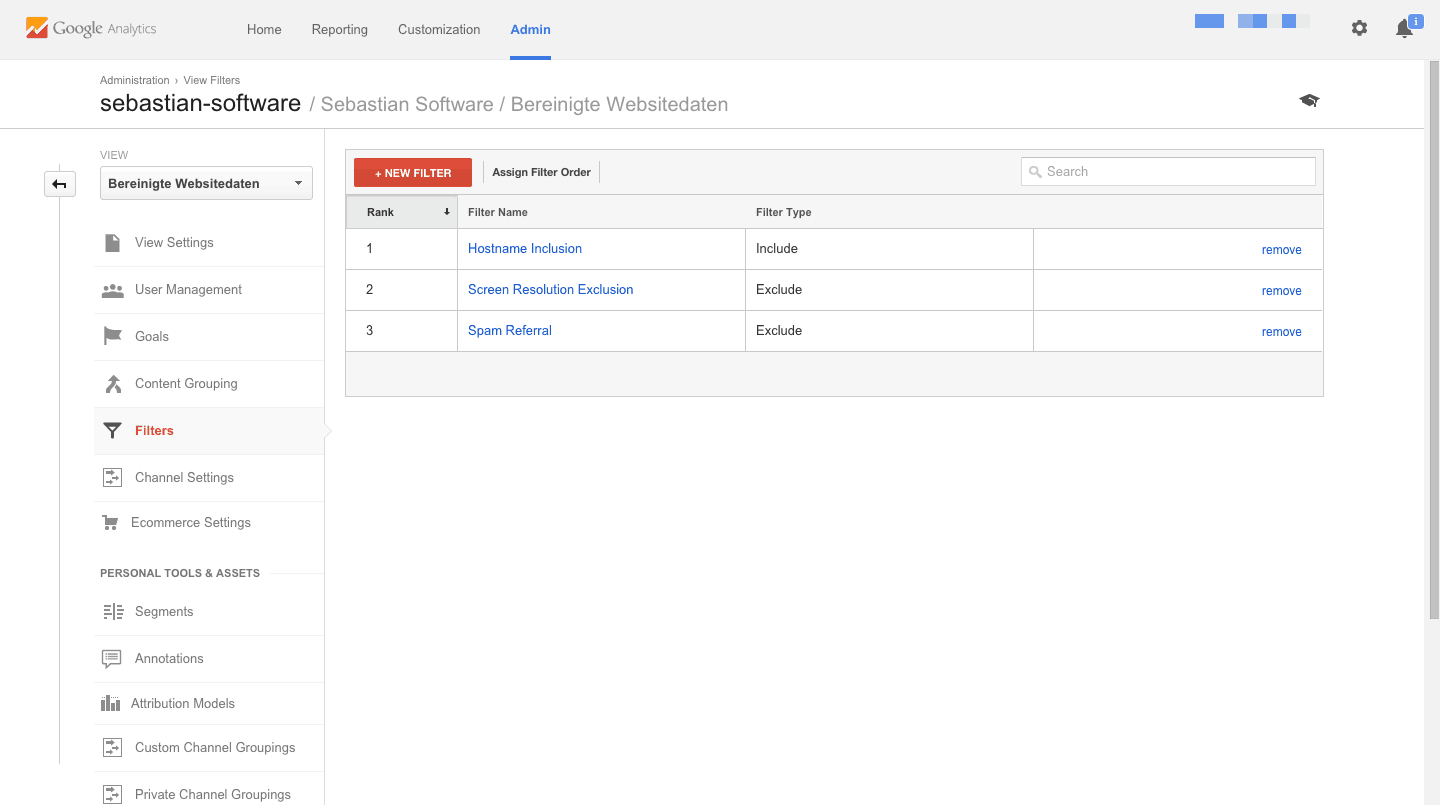 Google Analytics
Home Reporting Customization Admin
i
Administration › View Filters
sebastian-software / Sebastian Software / Bereinigte Websitedaten
VIEW
Bereinigte Websitedaten
View Settings
User Management
Goals
Content Grouping
Filters
Channel Settings
Ecommerce Settings
PERSONAL TOOLS & ASSETS
Segments
Annotations
Attribution Models
Custom Channel Groupings
Private Channel Groupings
+ NEW FILTER Assign Filter Order Search
Rank Filter Name Filter Type
1 Hostname Inclusion Include remove
2 Screen Resolution Exclusion Exclude remove
3 Spam Referral Exclude remove